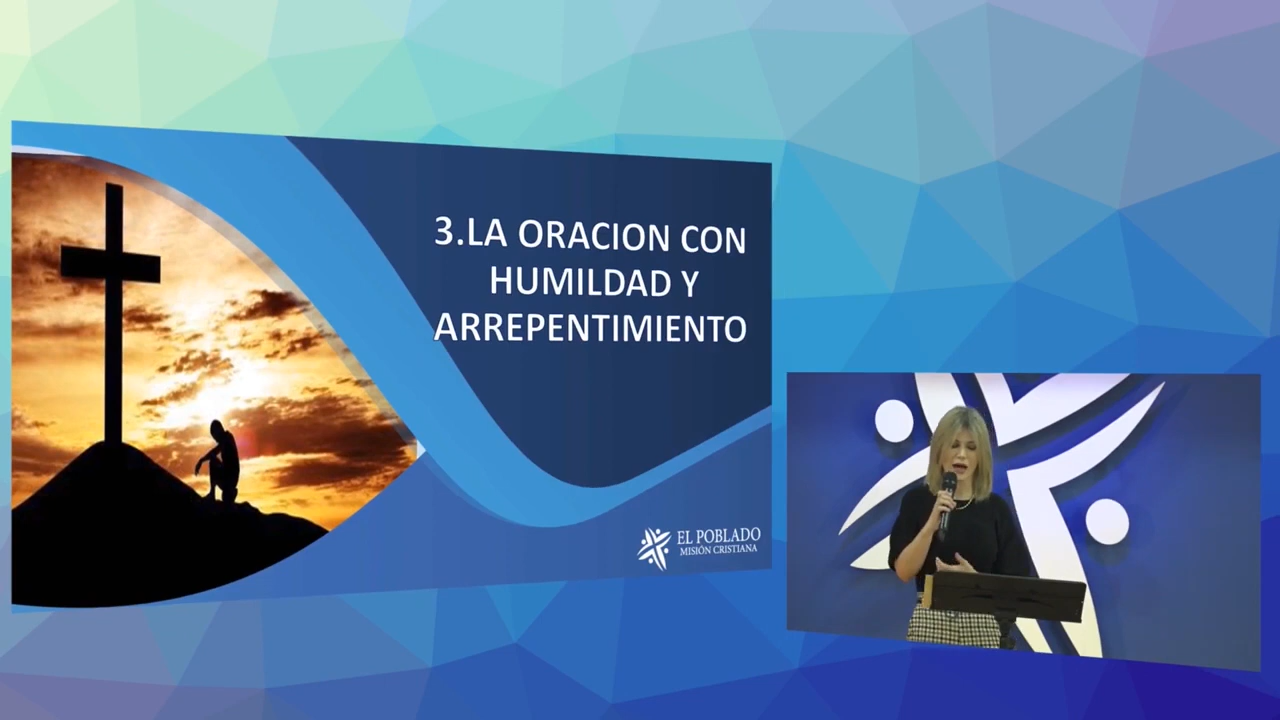 3.LA ORACION CON
HUMILDAD Y
ARREPENTIMIENTO
EL POBLADO
MISIÓN CRISTIANA